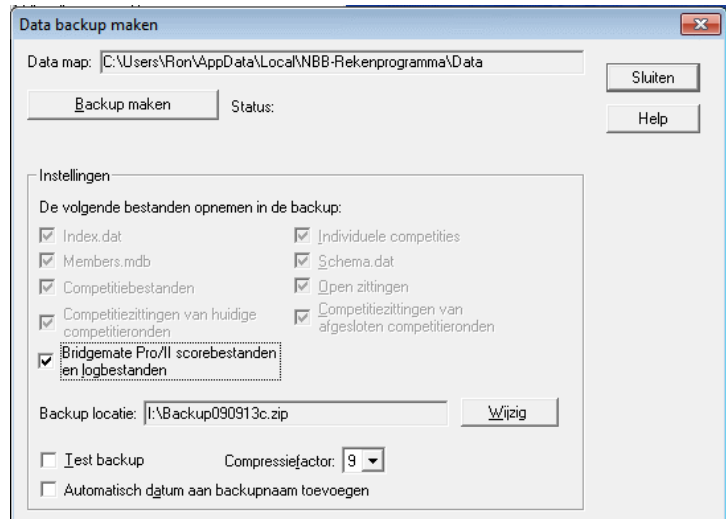 Data backup maken
Data map: C:\Users\Ron\AppData\Local\NBB-Rekenprogramma\Data
Sluiten
Backup maken Status:
Help
Instellingen
De volgende bestanden opnemen in de backup:
Index.dat Individuele competities
Members.mdb Schema.dat
Competitiebestanden Open zittingen
Competitiezittingen van huidige Competitiezittingen van
competitieronden afgesloten competitieronden
Bridgemate Pro/II scorebestanden
en logbestanden
Backup locatie: I:\Backup090913c.zip Wijzig
Test backup Compressiefactor: 9
Automatisch datum aan backupnaam toevoegen